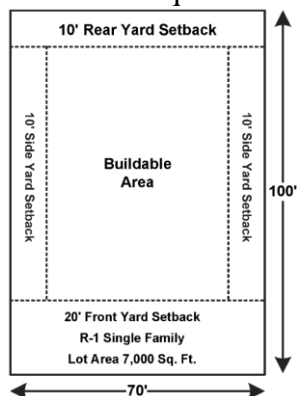 10' Rear Yard Setback
10' Side Yard Setback
Buildable
Area
10' Side Yard Setback
100'
20' Front Yard Setback
R-1 Single Family
Lot Area 7,000 Sq. Ft.
70'